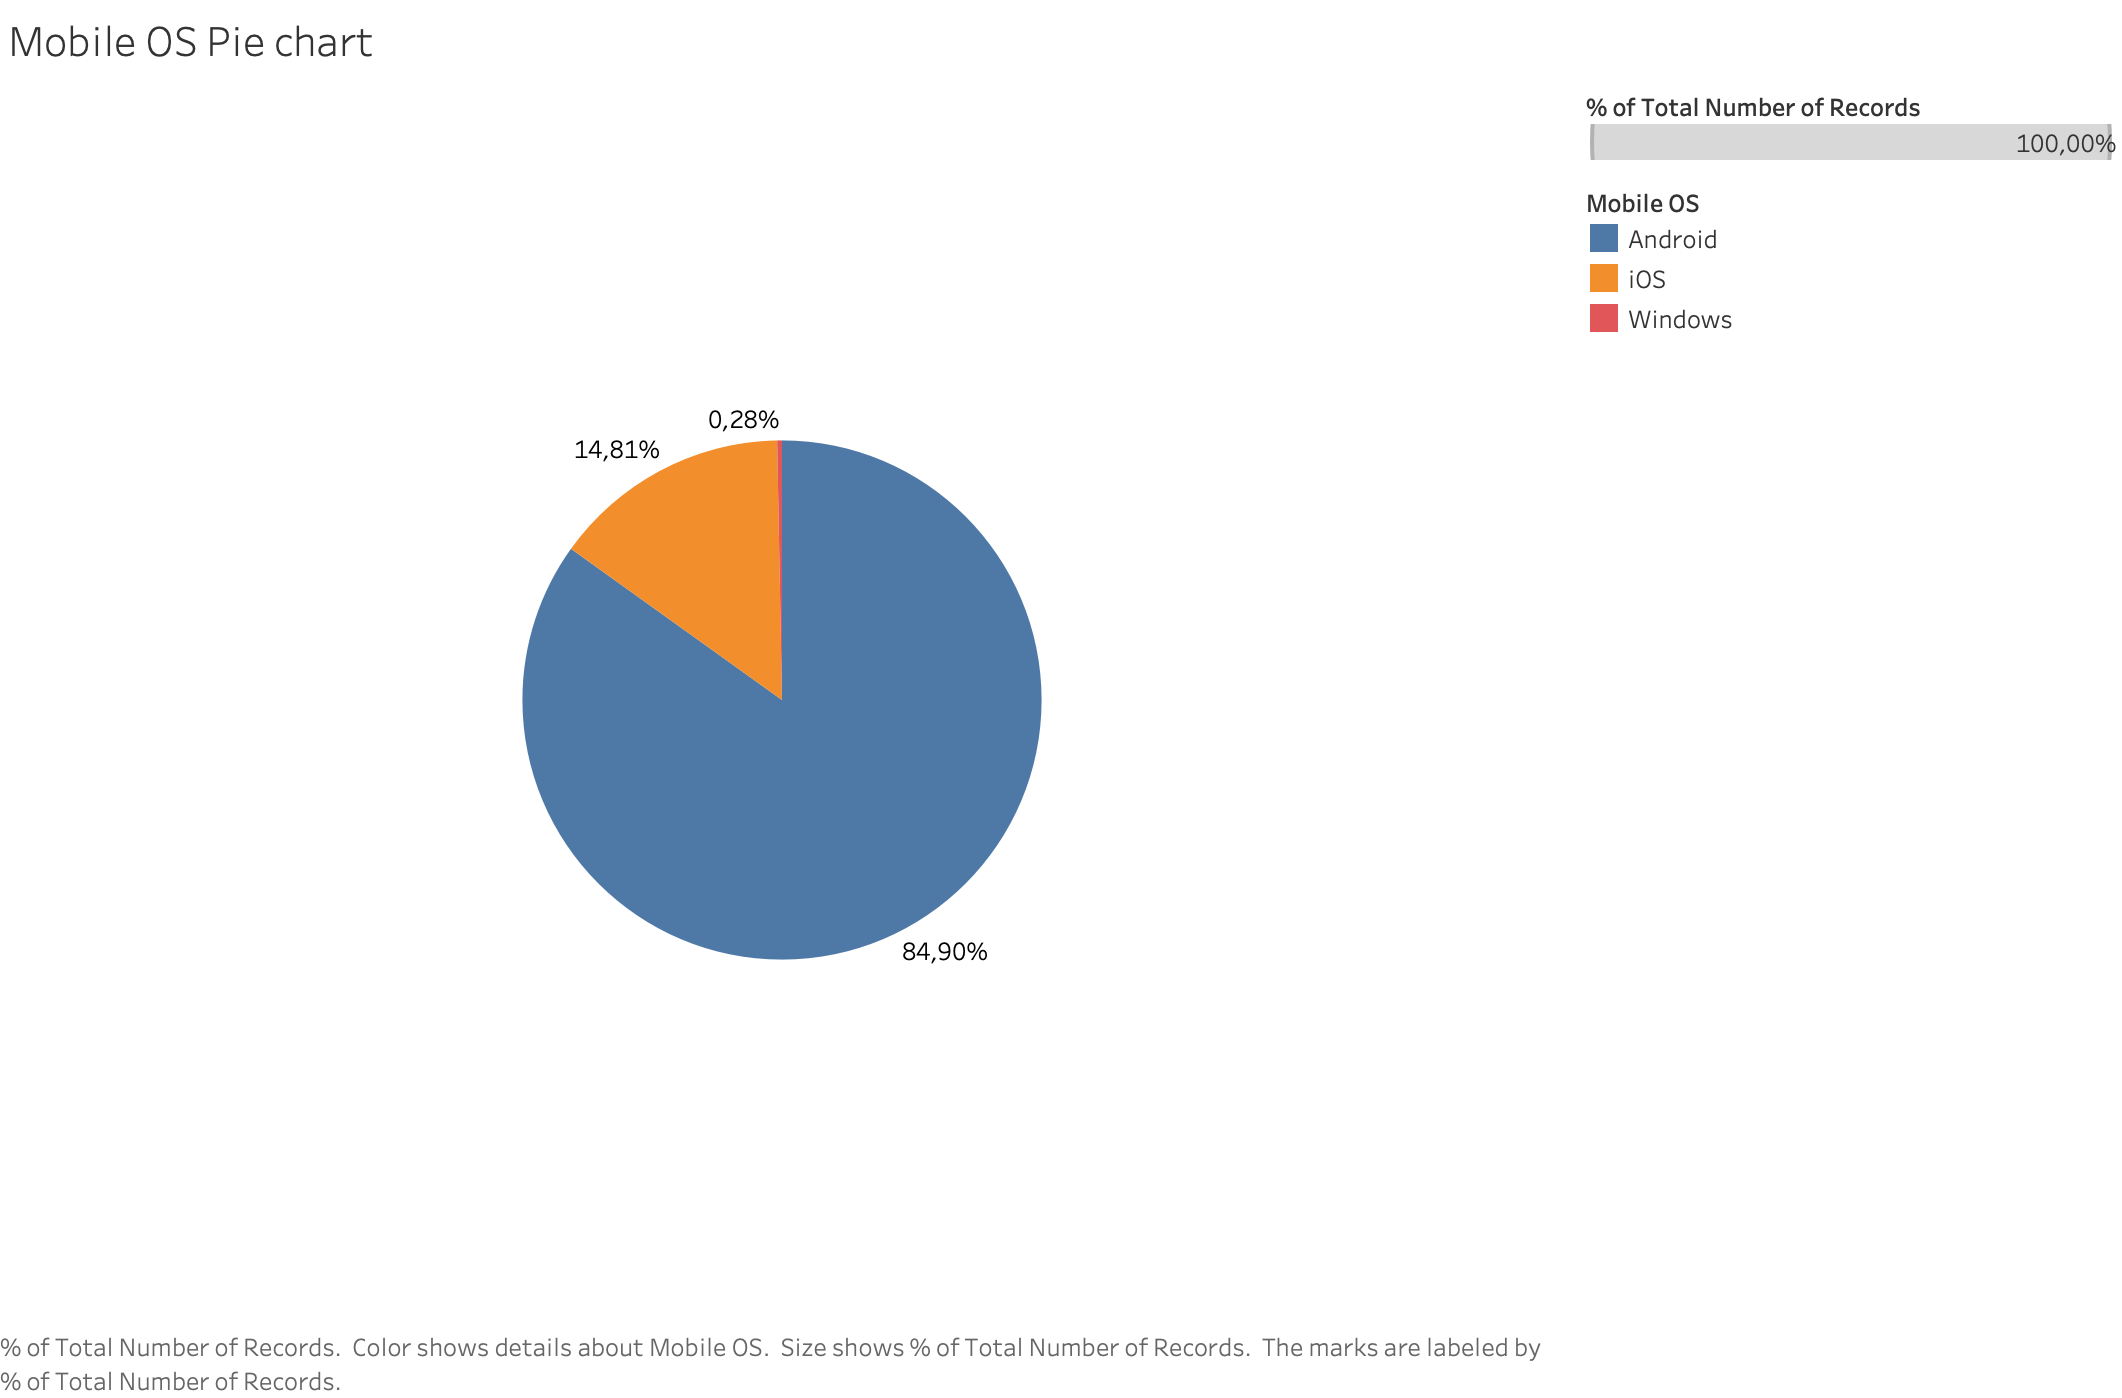 Mobile OS Pie chart
% of Total Number of Records
100,00%
Mobile OS
Android
iOS
Windows
0,28%
14,81%
84,90%
% of Total Number of Records.  Color shows details about Mobile OS.  Size shows % of Total Number of Records.  The marks are labeled by
% of Total Number of Records.